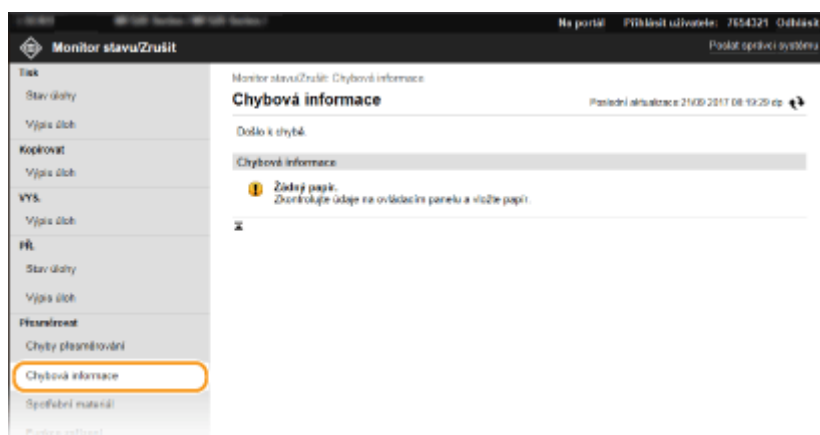 Na portál Přihlásit uživatele: 7654321 Odhlásit
Monitor stavu/Zrušit
Poslat správci systému
Tisk
Stav úlohy
Výpis úloh
Kopírovat
Výpis úloh
VYS.
Výpis úloh
PŘ.
Stav úlohy
Výpis úloh
Přesměrovat
Chyby přesměrování
Chybová informace
Spotřební materiál
Monitor stavu/Zrušit: Chybová informace
Chybová informace
Poslední aktualizace 21/09 2017 08:19:29 dp
Došlo k chybě.
Chybová informace
Žádný papír.
Zkontrolujte údaje na ovládacím panelu a vložte papír.